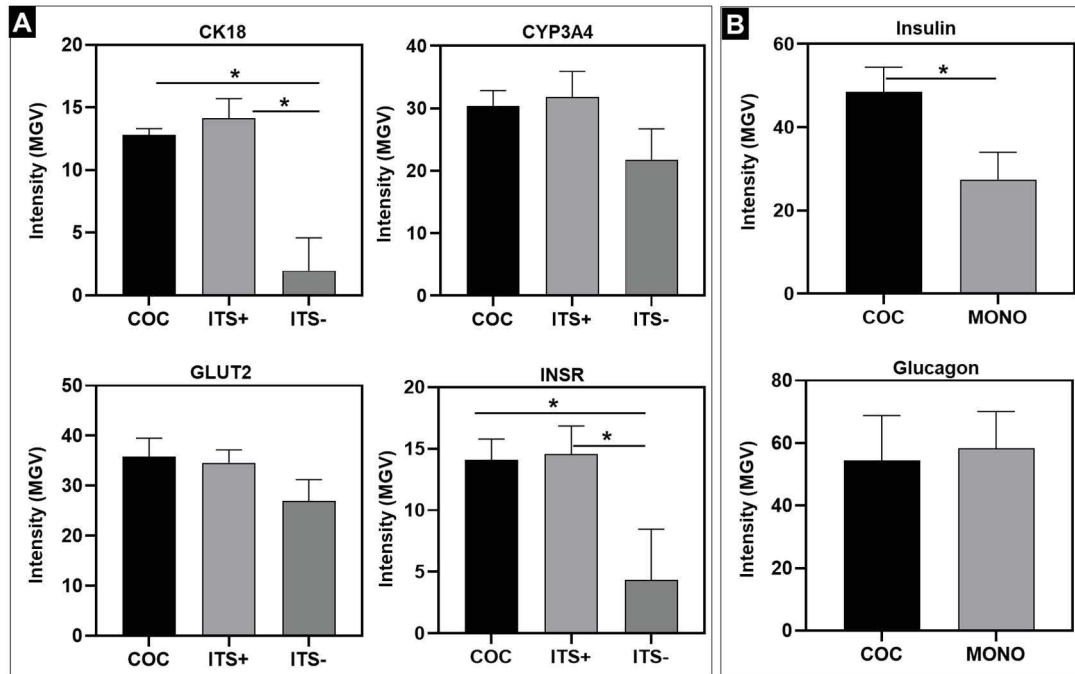 A
CK18
Intensity (MGV)
20
15
10
5
0
*
*
COC ITS+ ITS-
CYP3A4
Intensity (MGV)
40
30
20
10
0
COC ITS+ ITS-
GLUT2
Intensity (MGV)
50
40
30
20
10
0
COC ITS+ ITS-
INSR
Intensity (MGV)
20
15
10
5
0
*
*
COC ITS+ ITS-
B
Insulin
Intensity (MGV)
60
40
20
0
*
COC MONO
Glucagon
Intensity (MGV)
80
60
40
20
0
COC MONO